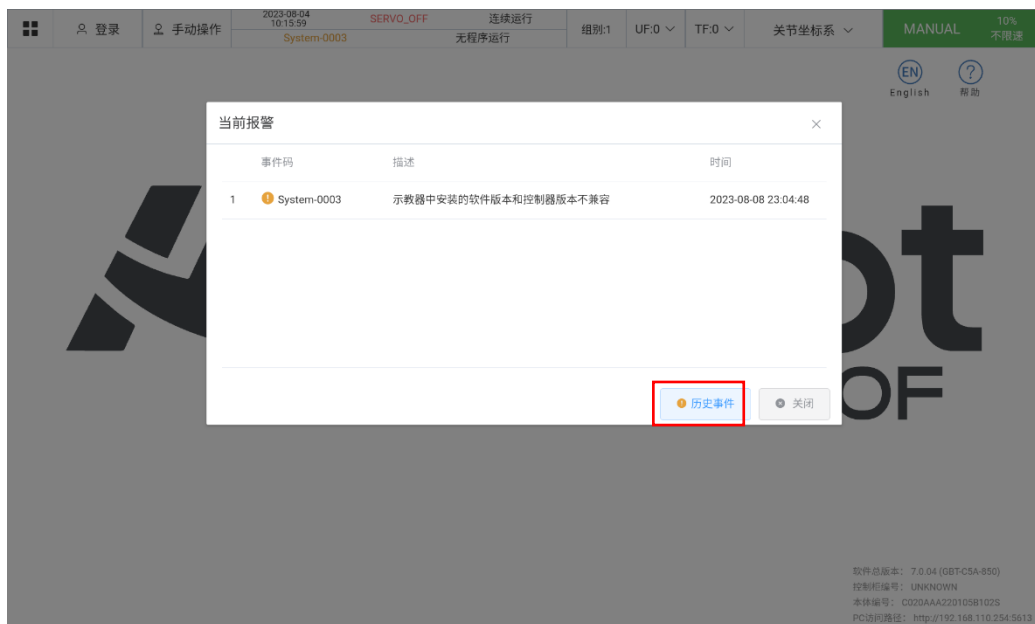 登录
手动操作
2023-08-04
10:15:59
System-0003
SERVO_OFF
连续运行
无程序运行
组别:1
UF:0
TF:0
关节坐标系
MANUAL
10%
不限速
EN
English
?
帮助
当前报警
事件码 描述 时间
1 System-0003 示教器中安装的软件版本和控制器版本不兼容 2023-08-08 23:04:48
历史事件 关闭
ot
OF
软件总版本： 7.0.04 (GBT-C5A-850)
控制柜编号： UNKNOWN
本体编号： C020AAA2201058102S
PC访问路径： http://192.168.110.254:5613